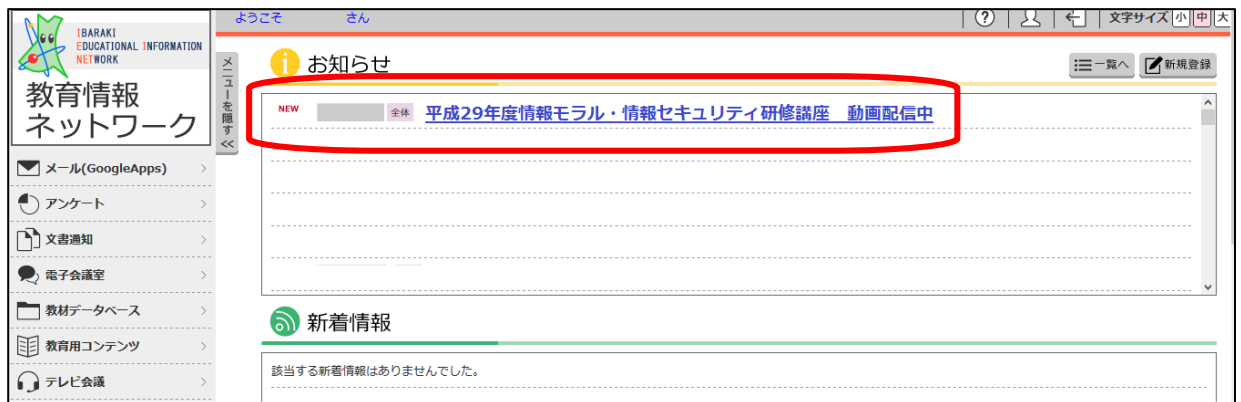 ようこそ さん
文字サイズ 小 中 大
IBARAKI
EDUCATIONAL INFORMATION
NETWORK
教育情報
ネットワーク
メニューを隠す <<
お知らせ
一覧へ 新規登録
NEW 全体 平成29年度情報モラル・情報セキュリティ研修講座 動画配信中
メール(GoogleApps)
アンケート
文書通知
電子会議室
教材データベース
教育用コンテンツ
テレビ会議
新着情報
該当する新着情報はありませんでした。